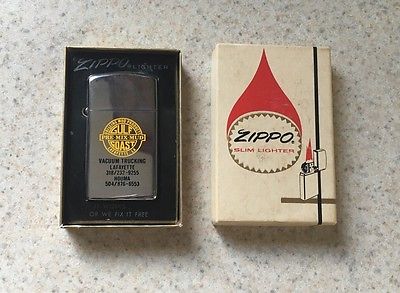 ZIPPO LIGHTER
GULF
PRE-MIX-MUD
COAST
VACUUM TRUCKING
LAFAYETTE
318/232-9255
HOUMA
504/876-6553
OR WE FIX IT FREE
ZIPPO
SLIM LIGHTER